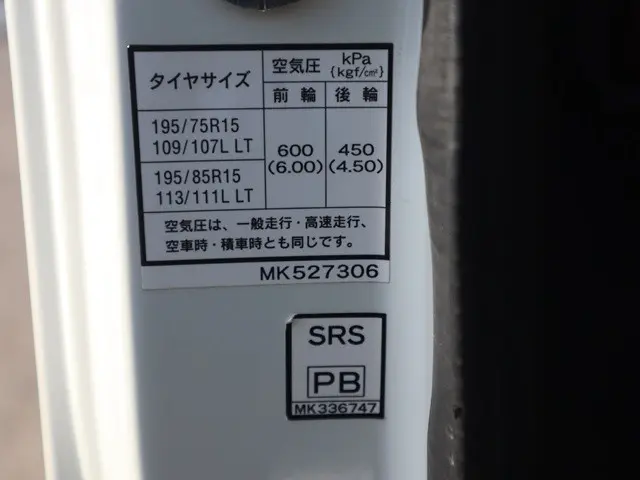 タイヤサイズ
空気圧 kPa {kgf/cm²}
前輪 後輪
195/75R15
109/107L LT
600 (6.00) 450 (4.50)
195/85R15
113/111L LT
空気圧は、一般走行・高速走行、
空車時・積車時とも同じです。
MK527306
SRS
PB
MK336747